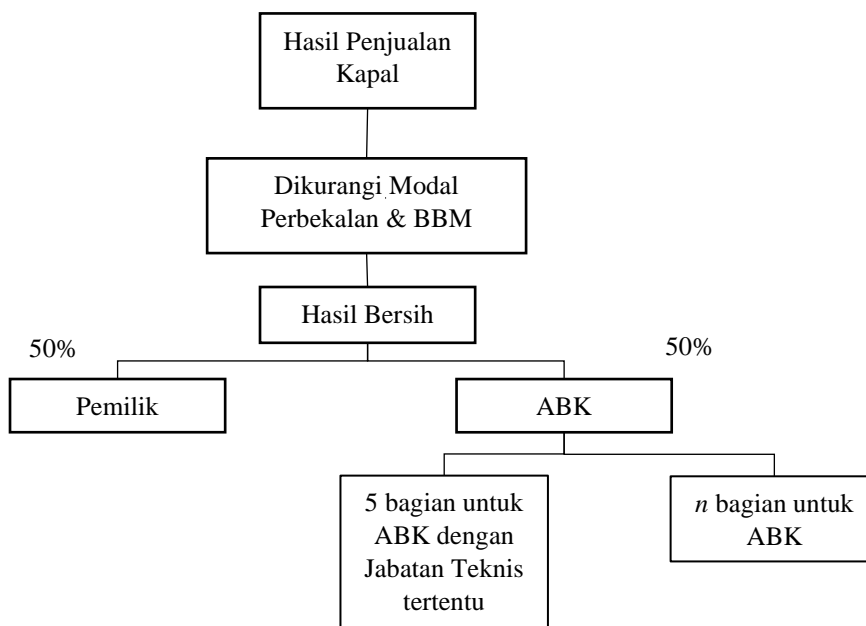 Hasil Penjualan
Kapal
Dikurangi Modal
Perbekalan & BBM
Hasil Bersih
50%
50%
Pemilik
ABK
5 bagian untuk
ABK dengan
Jabatan Teknis
tertentu
n bagian untuk
ABK